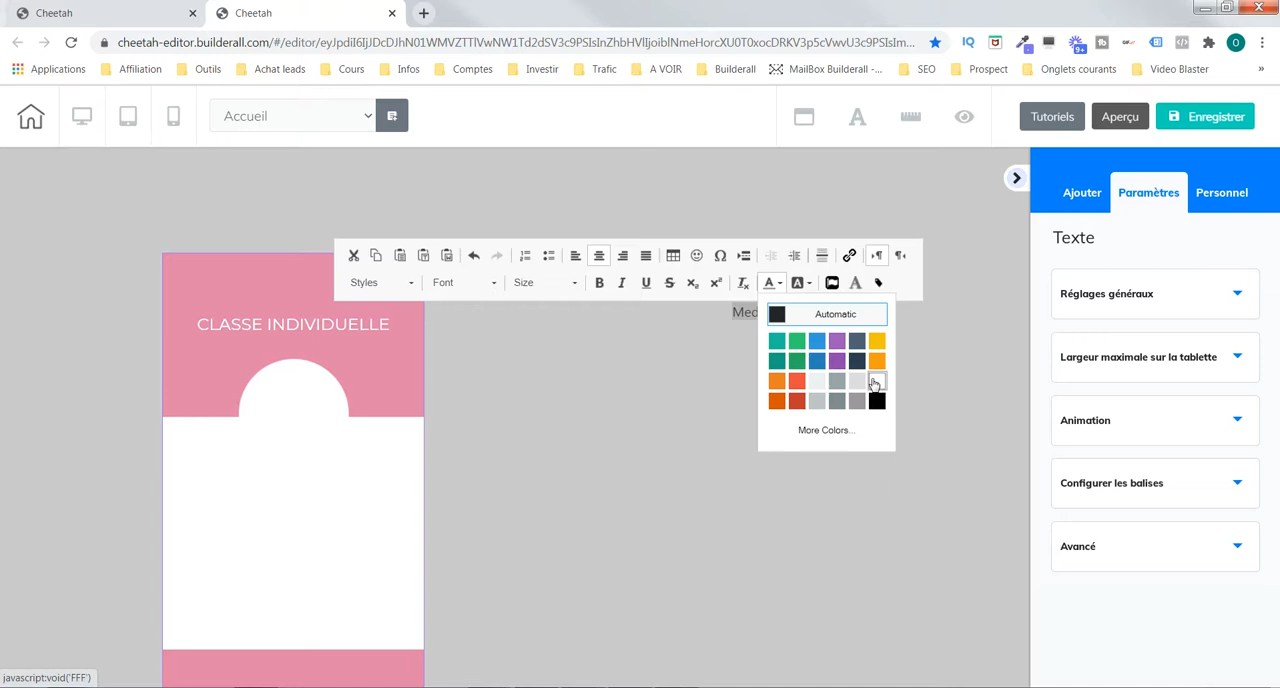 Cheetah
Cheetah
cheetah-editor.builderall.com/#/editor/eyJpdiI6IjJDcDJhN01WMVZTTlVwNW1Td2dSV3c9PSIsInZhbHVlIjoiblNmeHorcXU0T0xocDRKV3p5cVwvU3c9PSIsIm...
Applications Affiliation Outils Achat leads Cours Infos Comptes Investir Trafic A VOIR Builderall MailBox Builderall -... SEO Prospect Onglets courants Video Blaster »
Accueil
Tutoriels Aperçu Enregistrer
Ajouter Paramètres Personnel
Texte
Styles Font Size
Réglages généraux
Largeur maximale sur la tablette
Animation
Configurer les balises
Avancé
Med
Automatic
More Colors...
CLASSE INDIVIDUELLE
javascript:void('FFF')